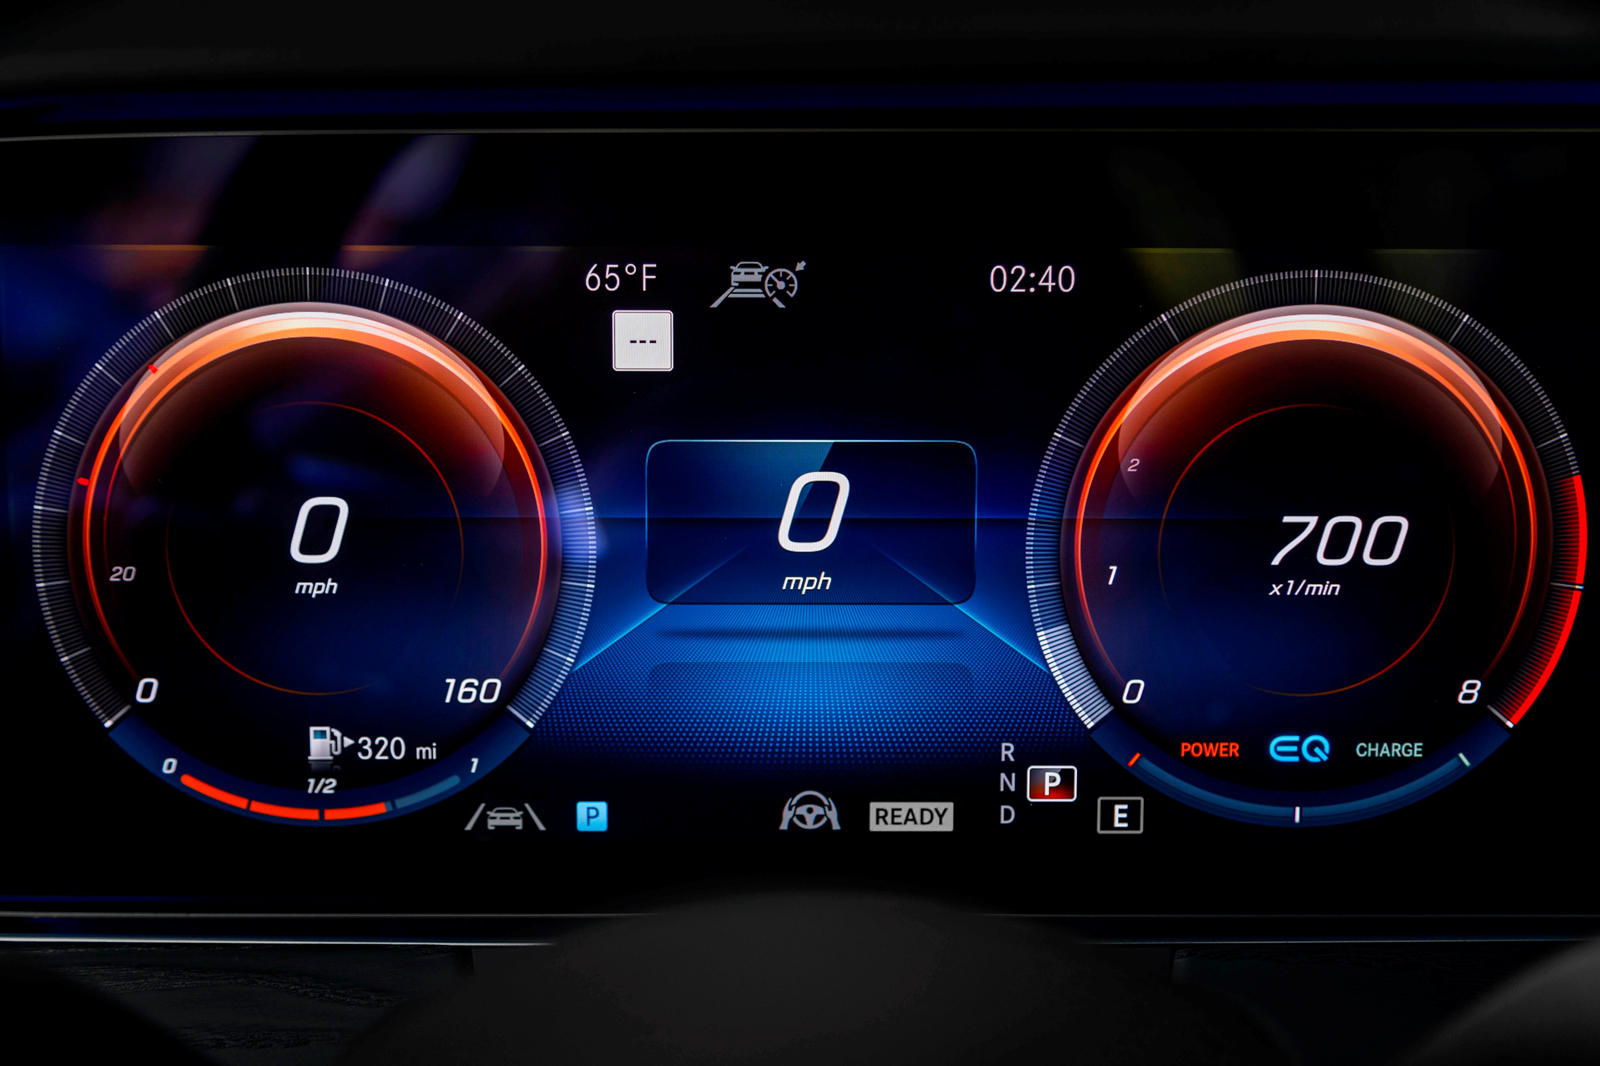 65°F
02:40
---
0
mph
20
0
160
320 mi
0
1/2
1
0
mph
2
1
700
x1/min
0
8
POWER
EQ
CHARGE
R
N
P
D
E
P
READY